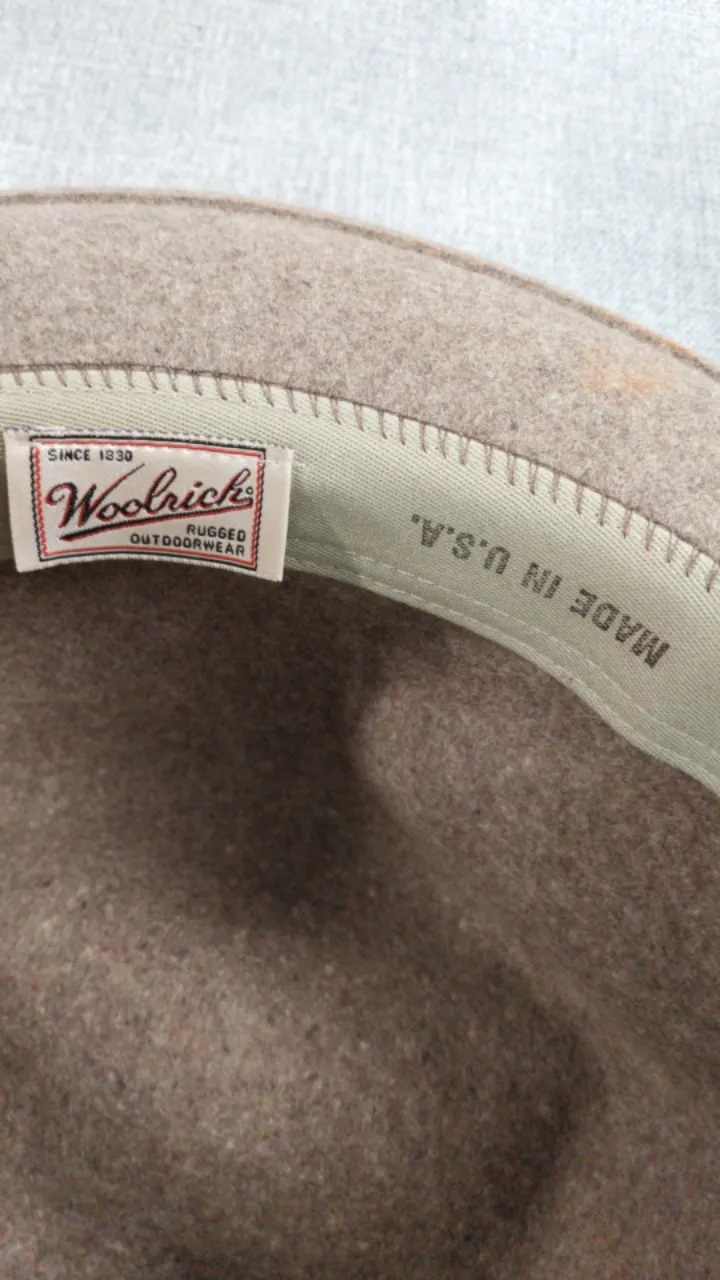 SINCE 1830
Woolrich
RUGGED
OUTDOORWEAR
MADE IN U.S.A.